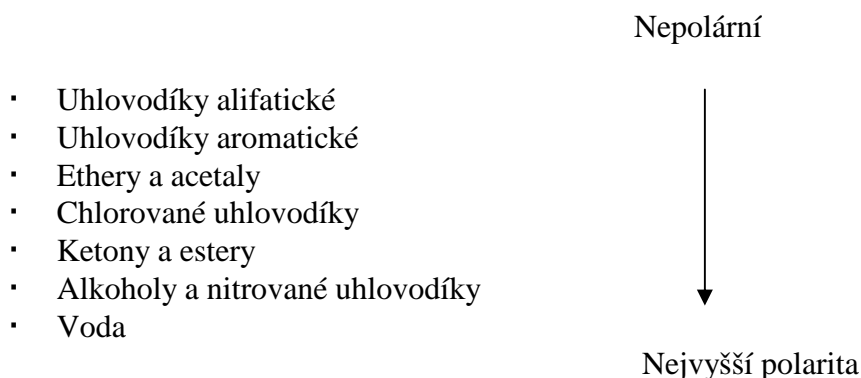 Nepolární
▪ Uhlovodíky alifatické
▪ Uhlovodíky aromatické
▪ Ethery a acetaly
▪ Chlorované uhlovodíky
▪ Ketony a estery
▪ Alkoholy a nitrované uhlovodíky
▪ Voda
Nejvyšší polarita